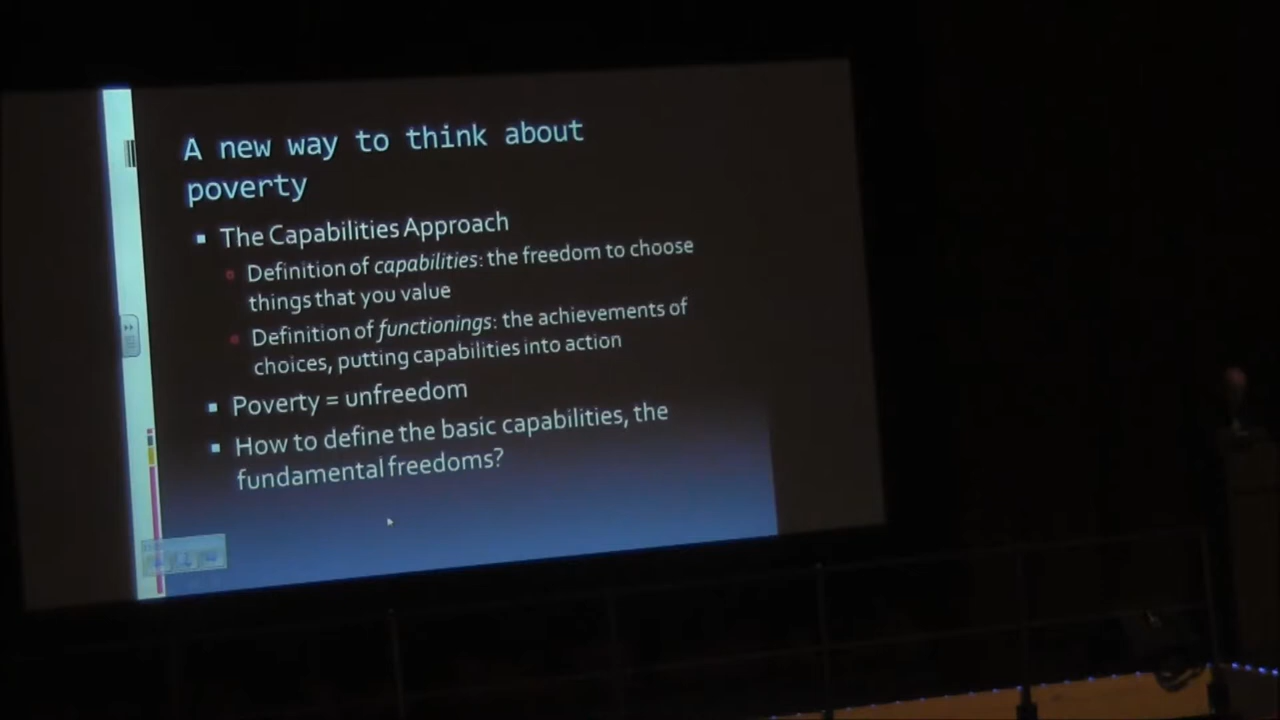 A new way to think about
poverty
The Capabilities Approach
Definition of capabilities: the freedom to choose
things that you value
Definition of functionings: the achievements of
choices, putting capabilities into action
Poverty = unfreedom
How to define the basic capabilities, the
fundamental freedoms?